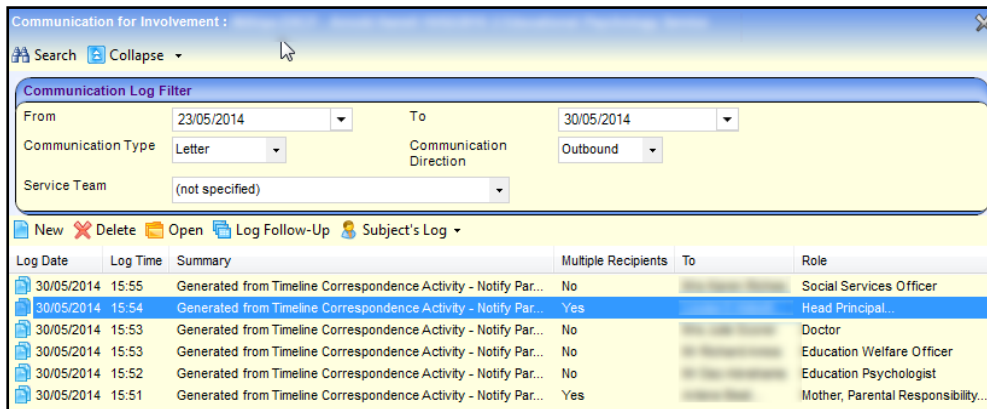 Communication for Involvement :
Search Collapse
Communication Log Filter
From 23/05/2014 To 30/05/2014
Communication Type Letter Communication Direction Outbound
Service Team (not specified)
New Delete Open Log Follow-Up Subject's Log
Log Date Log Time Summary Multiple Recipients To Role
30/05/2014 15:55 Generated from Timeline Correspondence Activity - Notify Par... No Social Services Officer
30/05/2014 15:54 Generated from Timeline Correspondence Activity - Notify Par... Yes Head Principal...
30/05/2014 15:53 Generated from Timeline Correspondence Activity - Notify Par... No Doctor
30/05/2014 15:53 Generated from Timeline Correspondence Activity - Notify Par... No Education Welfare Officer
30/05/2014 15:52 Generated from Timeline Correspondence Activity - Notify Par... No Education Psychologist
30/05/2014 15:51 Generated from Timeline Correspondence Activity - Notify Par... Yes Mother, Parental Responsibility...